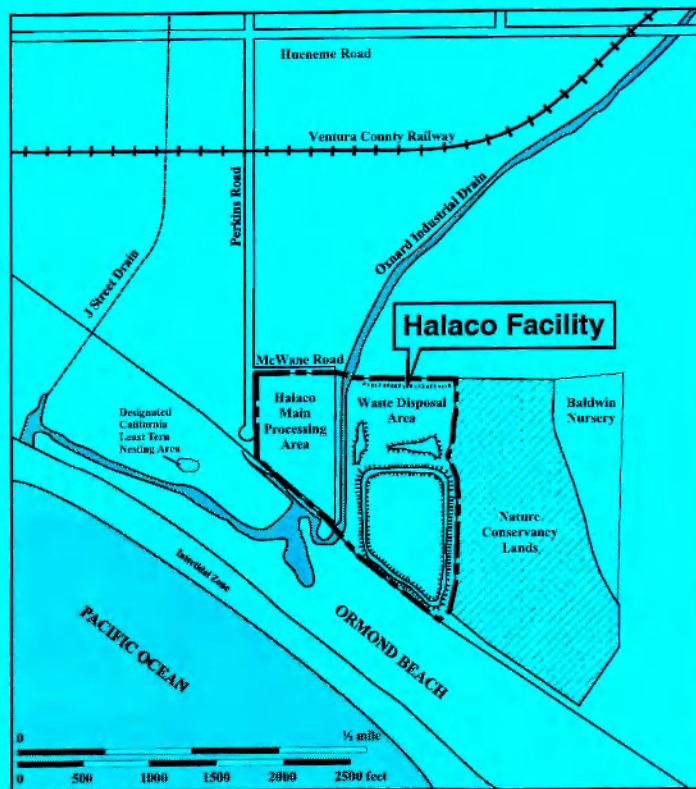 Hueneme Road
Ventura County Railway
Perkins Road
Oxnard Industrial Drain
J Street Drain
Halaco Facility
McWane Road
Halaco
Main
Processing
Area
Waste Disposal
Area
Baldwin
Nursery
Designated
California
Least Tern
Nesting Area
Nature
Conservancy
Lands
Intertidal Zone
ORMOND BEACH
PACIFIC OCEAN
0 ½ mile
0 500 1000 1500 2000 2500 feet